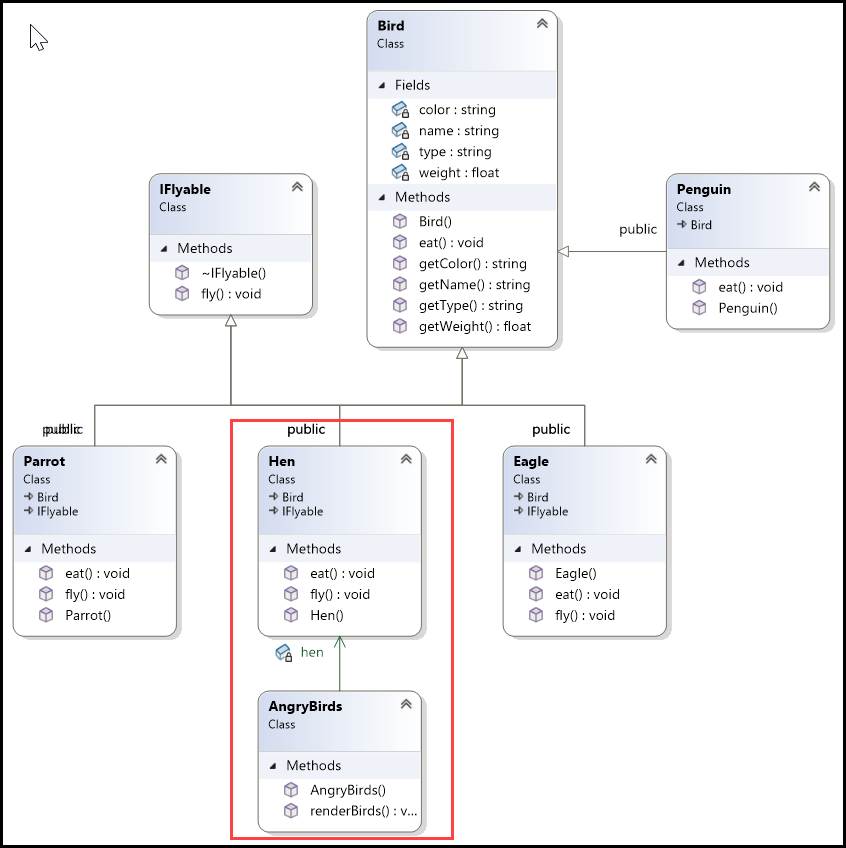 Bird
Class
Fields
color : string
name : string
type : string
weight : float
Methods
Bird()
eat() : void
getColor() : string
getName() : string
getType() : string
getWeight() : float
IFlyable
Class
Methods
~IFlyable()
fly() : void
public
Penguin
Class
Bird
Methods
eat() : void
Penguin()
public
Parrot
Class
Bird
IFlyable
Methods
eat() : void
fly() : void
Parrot()
public
Hen
Class
Bird
IFlyable
Methods
eat() : void
fly() : void
Hen()
public
Eagle
Class
Bird
IFlyable
Methods
Eagle()
eat() : void
fly() : void
hen
AngryBirds
Class
Methods
AngryBirds()
renderBirds() : v...